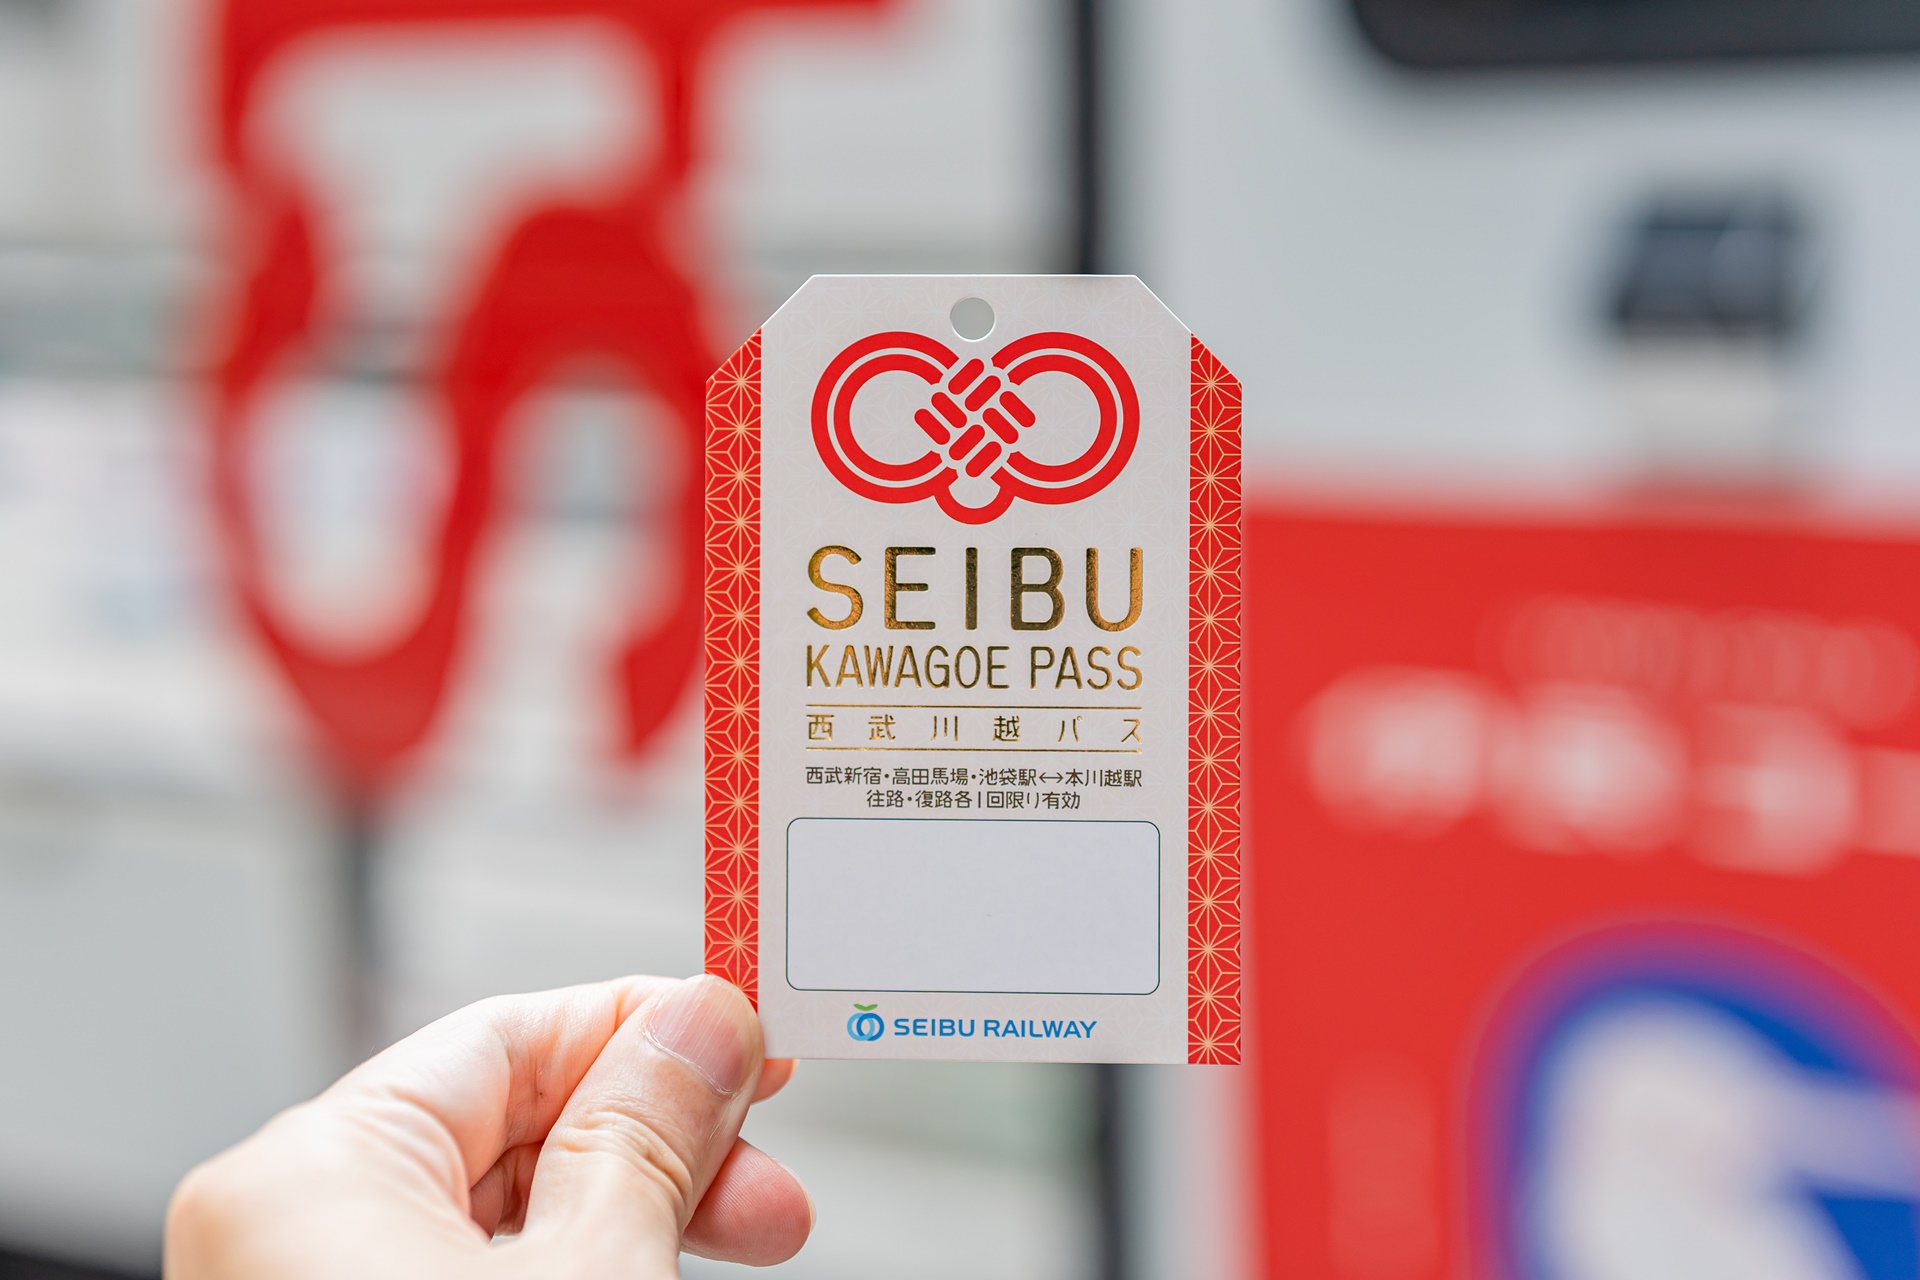 SEIBU
KAWAGOE PASS
西武川越パス
西武新宿・高田馬場・池袋駅↔本川越駅
往路・復路各1回限り有効
SEIBU RAILWAY